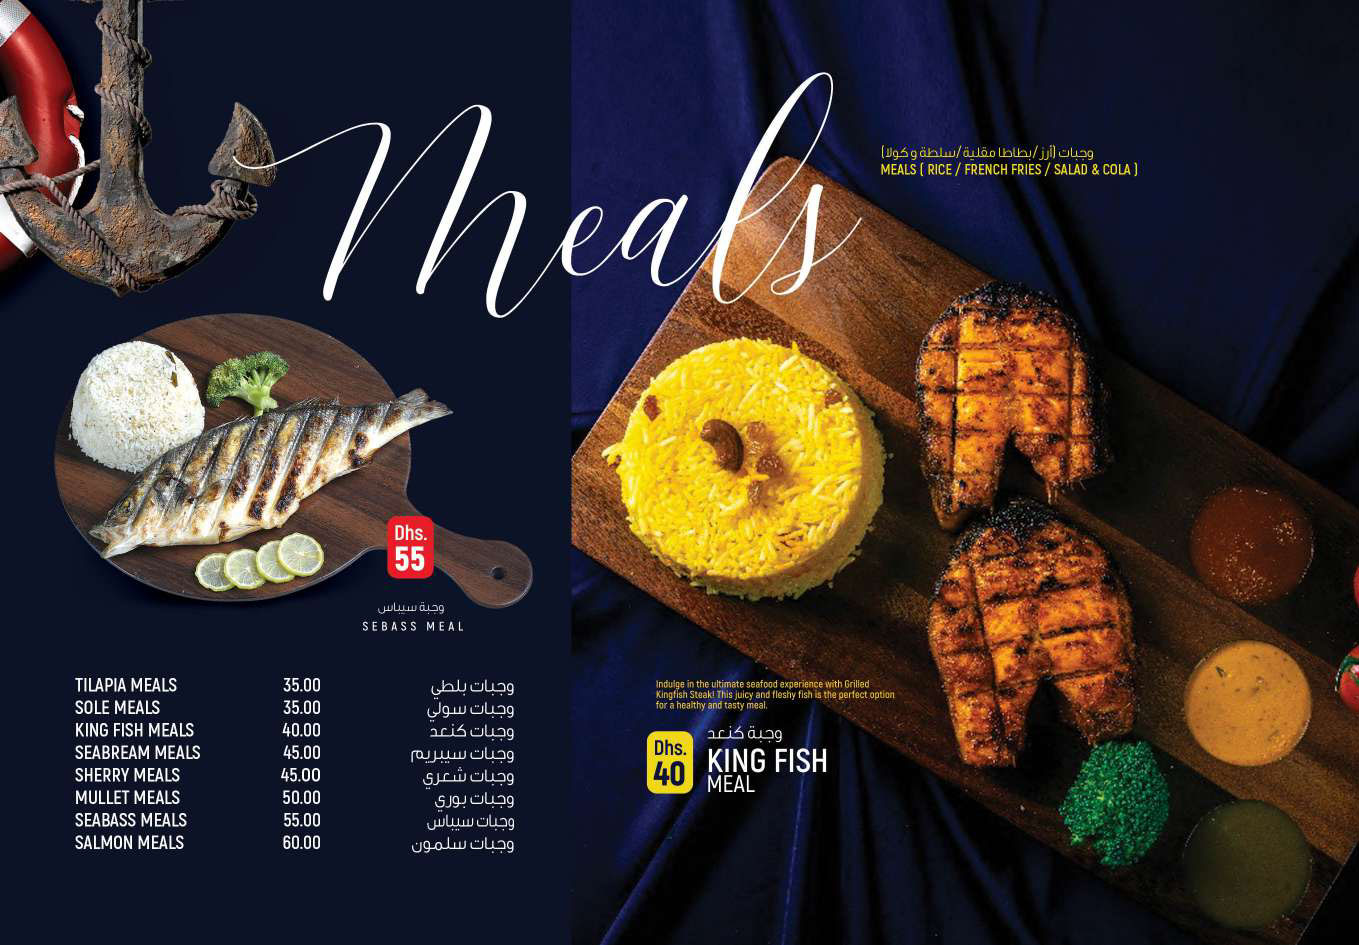 Meals
وجبات (أرز /بطاطا مقلية /سلطة و كولا)
MEALS ( RICE / FRENCH FRIES / SALAD & COLA )
Dhs.
55
وجبة سيباس
SEBASS MEAL
TILAPIA MEALS 35.00 وجبات بلطي
SOLE MEALS 35.00 وجبات سولي
KING FISH MEALS 40.00 وجبات كنعد
SEABREAM MEALS 45.00 وجبات سيبريم
SHERRY MEALS 45.00 وجبات شعري
MULLET MEALS 50.00 وجبات بوري
SEABASS MEALS 55.00 وجبات سيباس
SALMON MEALS 60.00 وجبات سلمون
Indulge in the ultimate seafood experience with Grilled
Kingfish Steak! This juicy and fleshy fish is the perfect option
for a healthy and tasty meal.
Dhs.
40
وجبة كنعد
KING FISH
MEAL